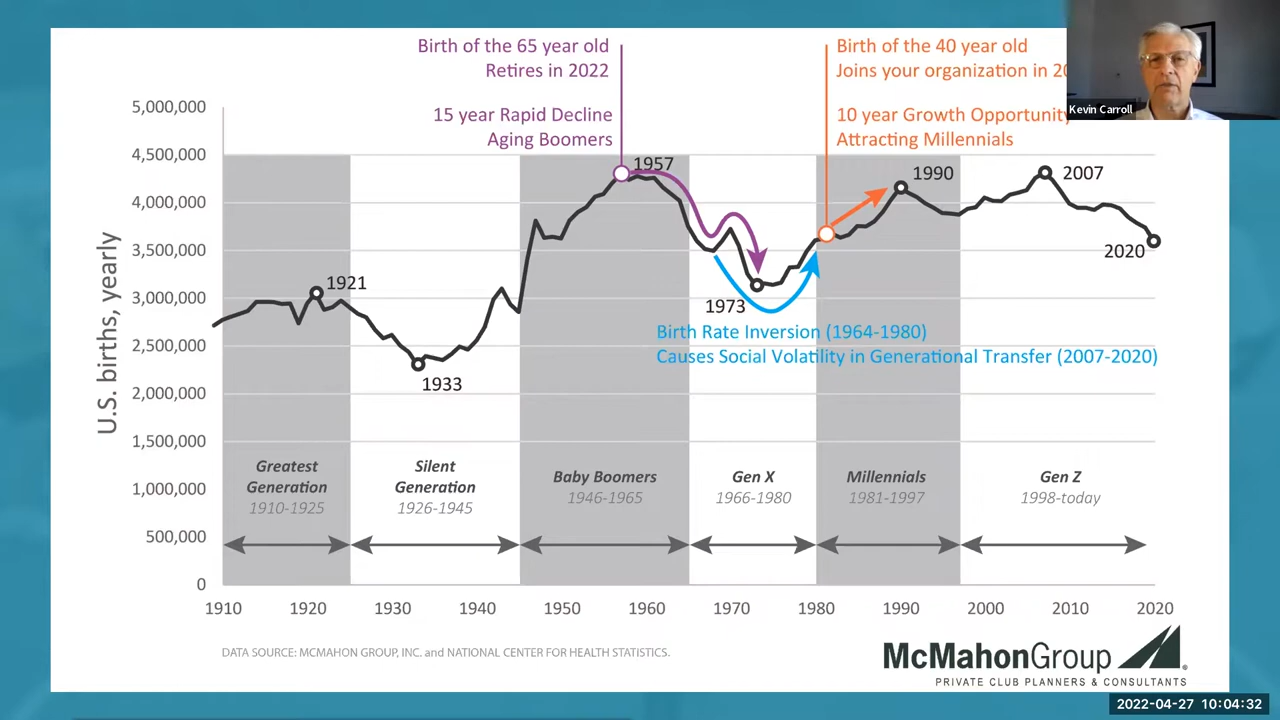 Birth of the 65 year old
Retires in 2022
15 year Rapid Decline
Aging Boomers
Birth of the 40 year old
Joins your organization in
10 year Growth Opportunity
Attracting Millennials
Kevin Carroll
U.S. births, yearly
5,000,000
4,500,000
4,000,000
3,500,000
3,000,000
2,500,000
2,000,000
1,500,000
1,000,000
500,000
0
1921
1933
1957
1973
1990
2007
2020
Birth Rate Inversion (1964-1980)
Causes Social Volatility in Generational Transfer (2007-2020)
Greatest
Generation
1910-1925
Silent
Generation
1926-1945
Baby Boomers
1946-1965
Gen X
1966-1980
Millennials
1981-1997
Gen Z
1998-today
1910 1920 1930 1940 1950 1960 1970 1980 1990 2000 2010 2020
DATA SOURCE: MCMAHON GROUP, INC. and NATIONAL CENTER FOR HEALTH STATISTICS.
McMahonGroup
PRIVATE CLUB PLANNERS & CONSULTANTS
2022-04-27 10:04:32